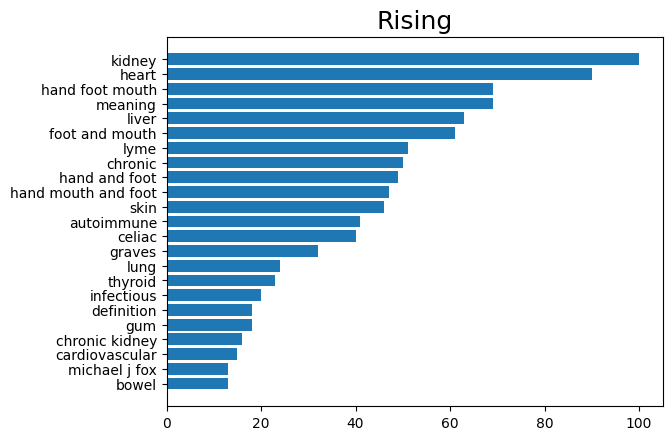 Rising
kidney
heart
hand foot mouth
meaning
liver
foot and mouth
lyme
chronic
hand and foot
hand mouth and foot
skin
autoimmune
celiac
graves
lung
thyroid
infectious
definition
gum
chronic kidney
cardiovascular
michael j fox
bowel
0 20 40 60 80 100